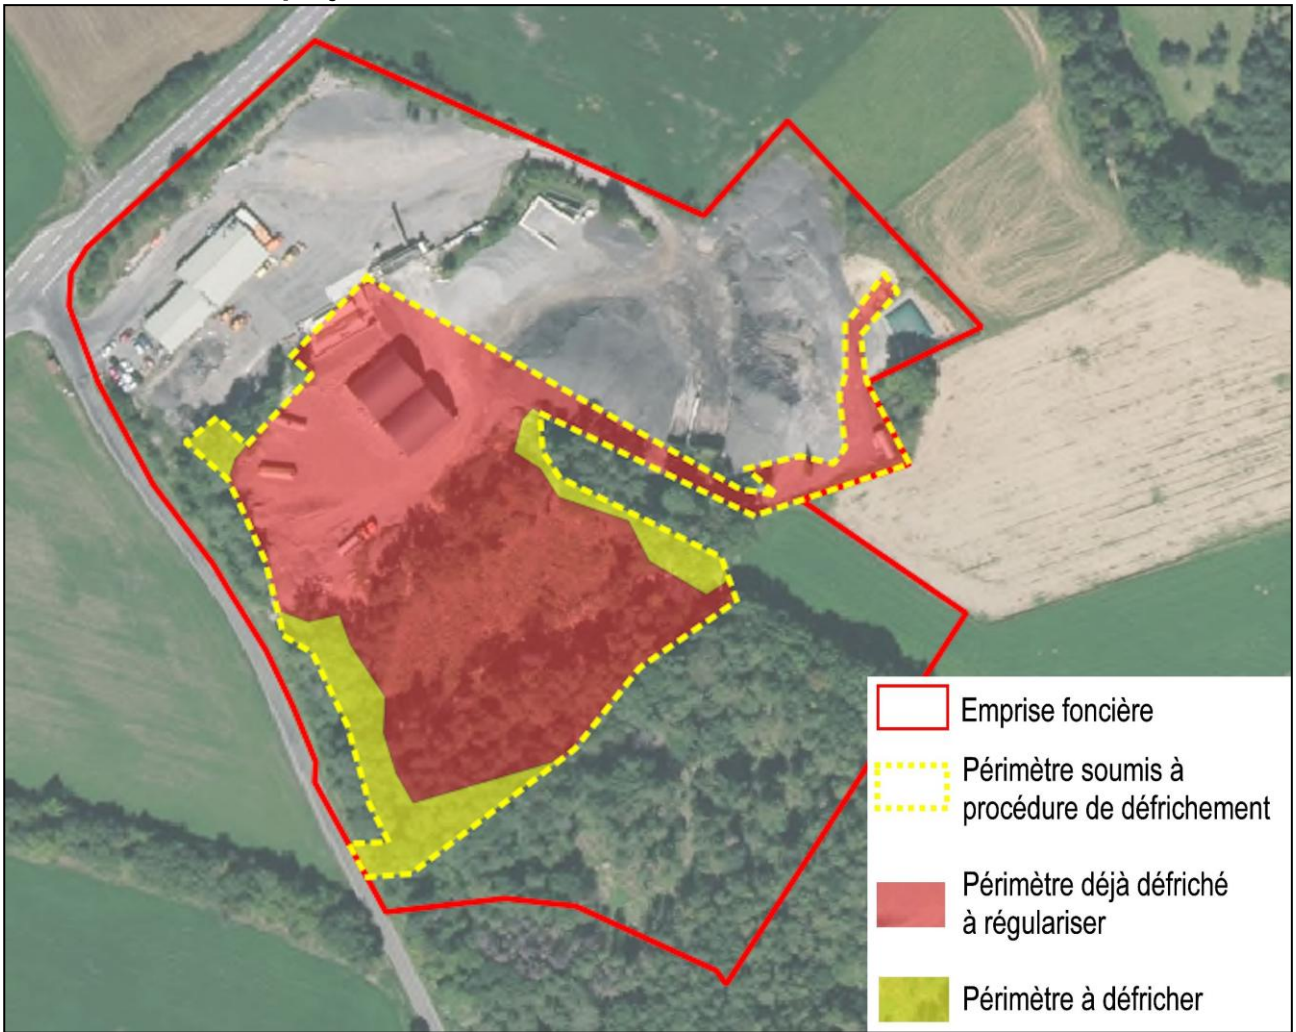 Emprise foncière
Périmètre soumis à
procédure de défrichement
Périmètre déjà défriché
à régulariser
Périmètre à défricher